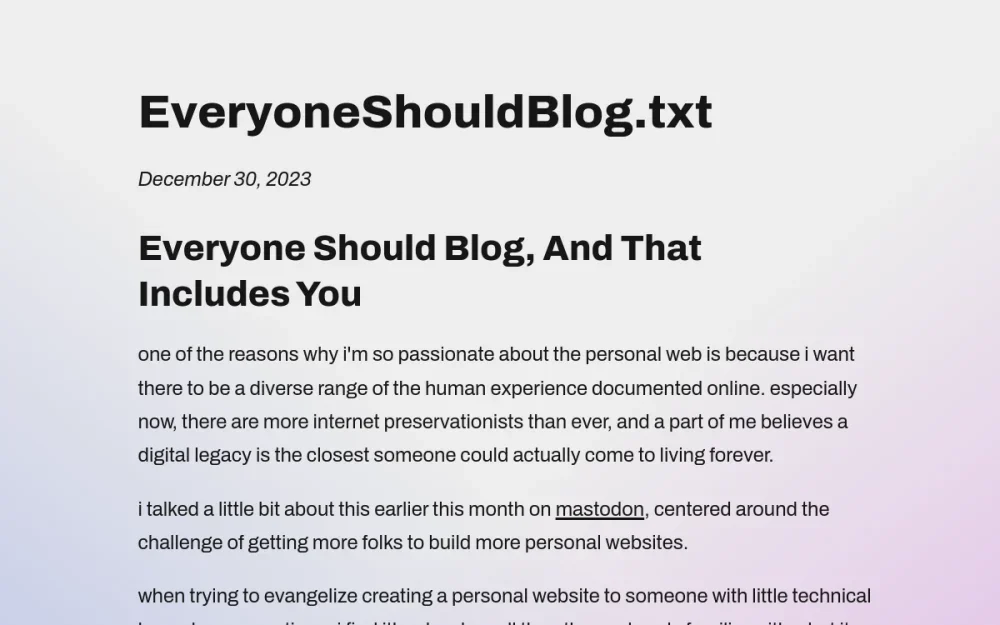 EveryoneShouldBlog.txt
December 30, 2023
Everyone Should Blog, And That
Includes You
one of the reasons why i'm so passionate about the personal web is because i want
there to be a diverse range of the human experience documented online. especially
now, there are more internet preservationists than ever, and a part of me believes a
digital legacy is the closest someone could actually come to living forever.
i talked a little bit about this earlier this month on mastodon, centered around the
challenge of getting more folks to build more personal websites.
when trying to evangelize creating a personal website to someone with little technical